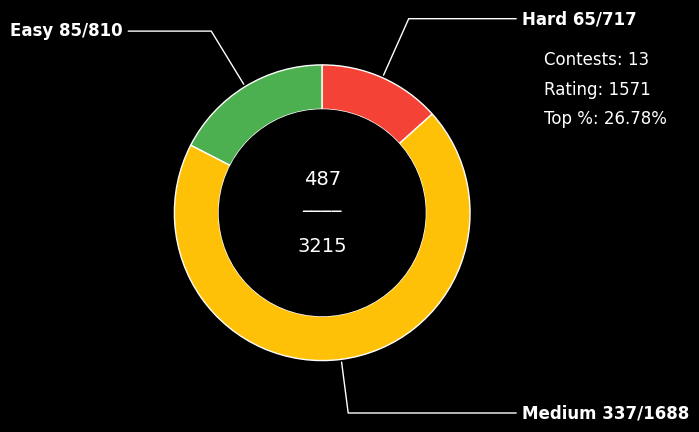 Easy 85/810
Hard 65/717
Contests: 13
Rating: 1571
Top %: 26.78%
487
3215
Medium 337/1688